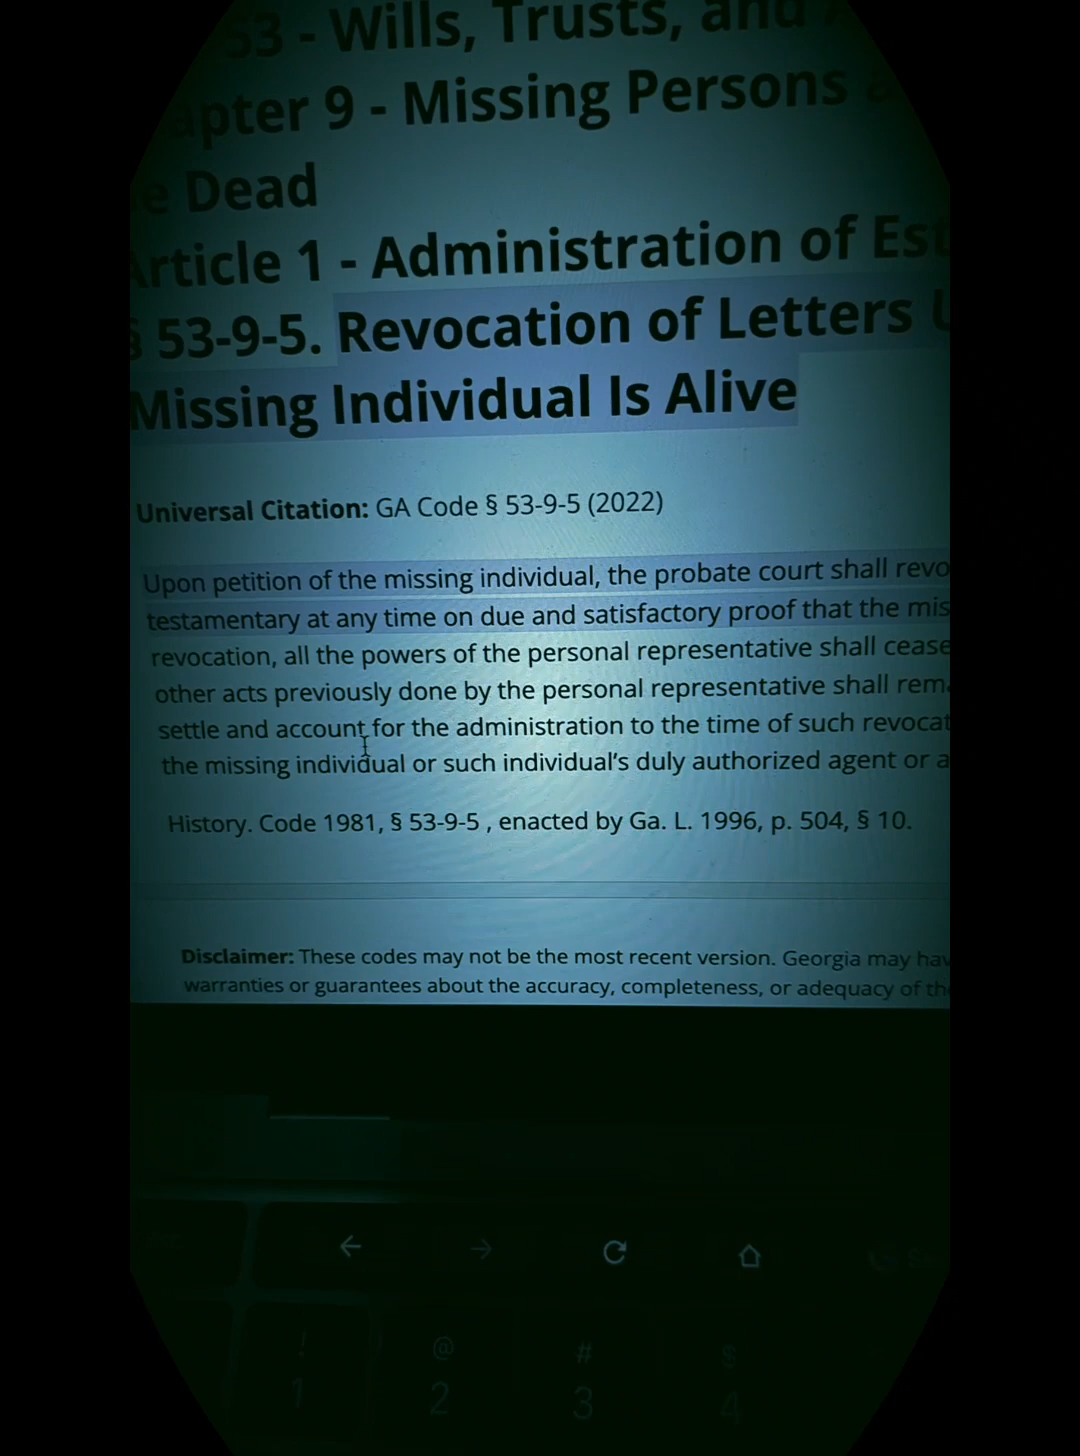 53 - Wills, Trusts, and
apter 9 - Missing Persons a
e Dead
Article 1 - Administration of Est
§ 53-9-5. Revocation of Letters U
Missing Individual Is Alive
Universal Citation: GA Code § 53-9-5 (2022)
Upon petition of the missing individual, the probate court shall revo
testamentary at any time on due and satisfactory proof that the mis
revocation, all the powers of the personal representative shall cease
other acts previously done by the personal representative shall rema
settle and account for the administration to the time of such revocat
the missing individual or such individual's duly authorized agent or a
History. Code 1981, § 53-9-5 , enacted by Ga. L. 1996, p. 504, § 10.
Disclaimer: These codes may not be the most recent version. Georgia may hav
warranties or guarantees about the accuracy, completeness, or adequacy of th
! @ # $
1 2 3 4